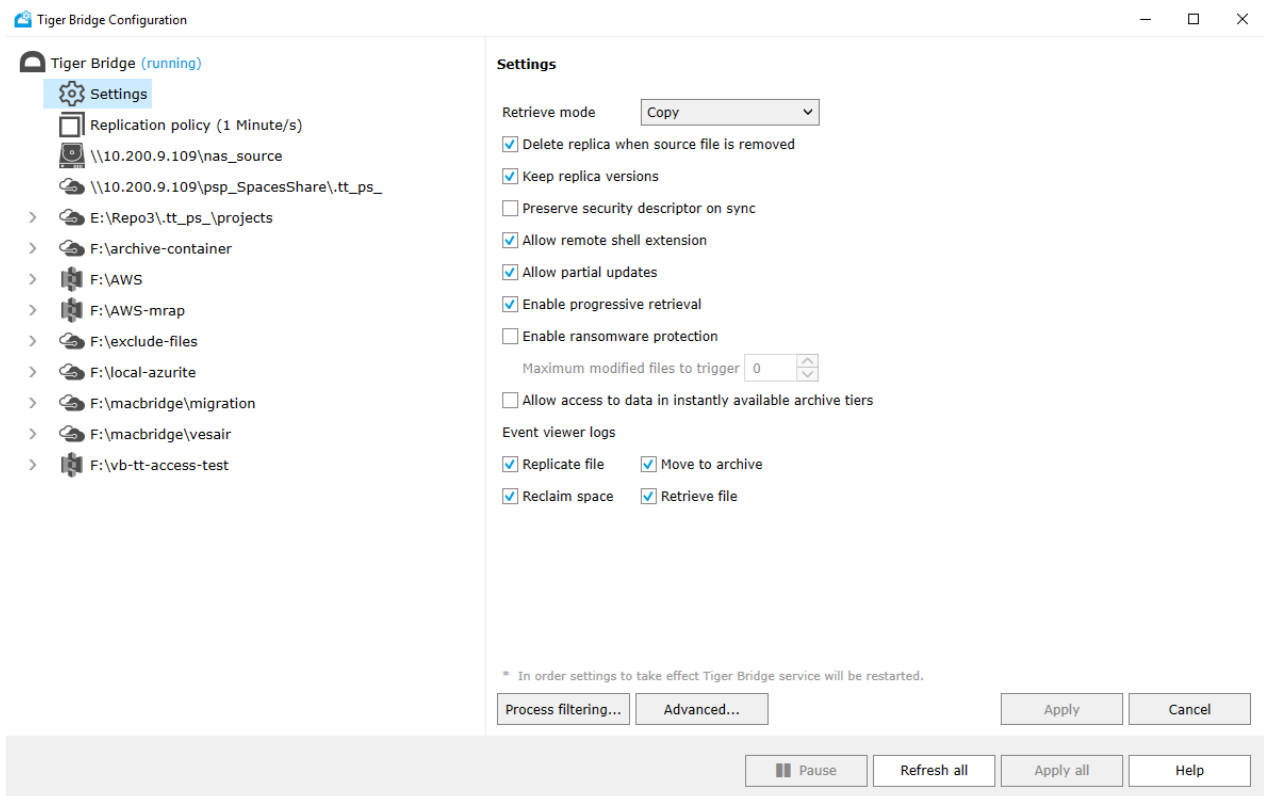 Tiger Bridge Configuration
Tiger Bridge (running)
Settings
Replication policy (1 Minute/s)
\\10.200.9.109\nas_source
\\10.200.9.109\psp_SpacesShare\.tt_ps_
E:\Repo3\.tt_ps_\projects
F:\archive-container
F:\AWS
F:\AWS-mrap
F:\exclude-files
F:\local-azurite
F:\macbridge\migration
F:\macbridge\vesair
F:\vb-tt-access-test
Settings
Retrieve mode Copy
Delete replica when source file is removed
Keep replica versions
Preserve security descriptor on sync
Allow remote shell extension
Allow partial updates
Enable progressive retrieval
Enable ransomware protection
Maximum modified files to trigger 0
Allow access to data in instantly available archive tiers
Event viewer logs
Replicate file Move to archive
Reclaim space Retrieve file
* In order settings to take effect Tiger Bridge service will be restarted.
Process filtering... Advanced... Apply Cancel
Pause Refresh all Apply all Help